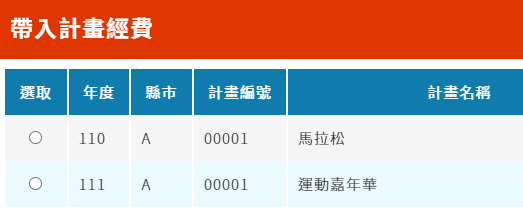 帶入計畫經費
選取 年度 縣市 計畫編號 計畫名稱
110 A 00001 馬拉松
111 A 00001 運動嘉年華